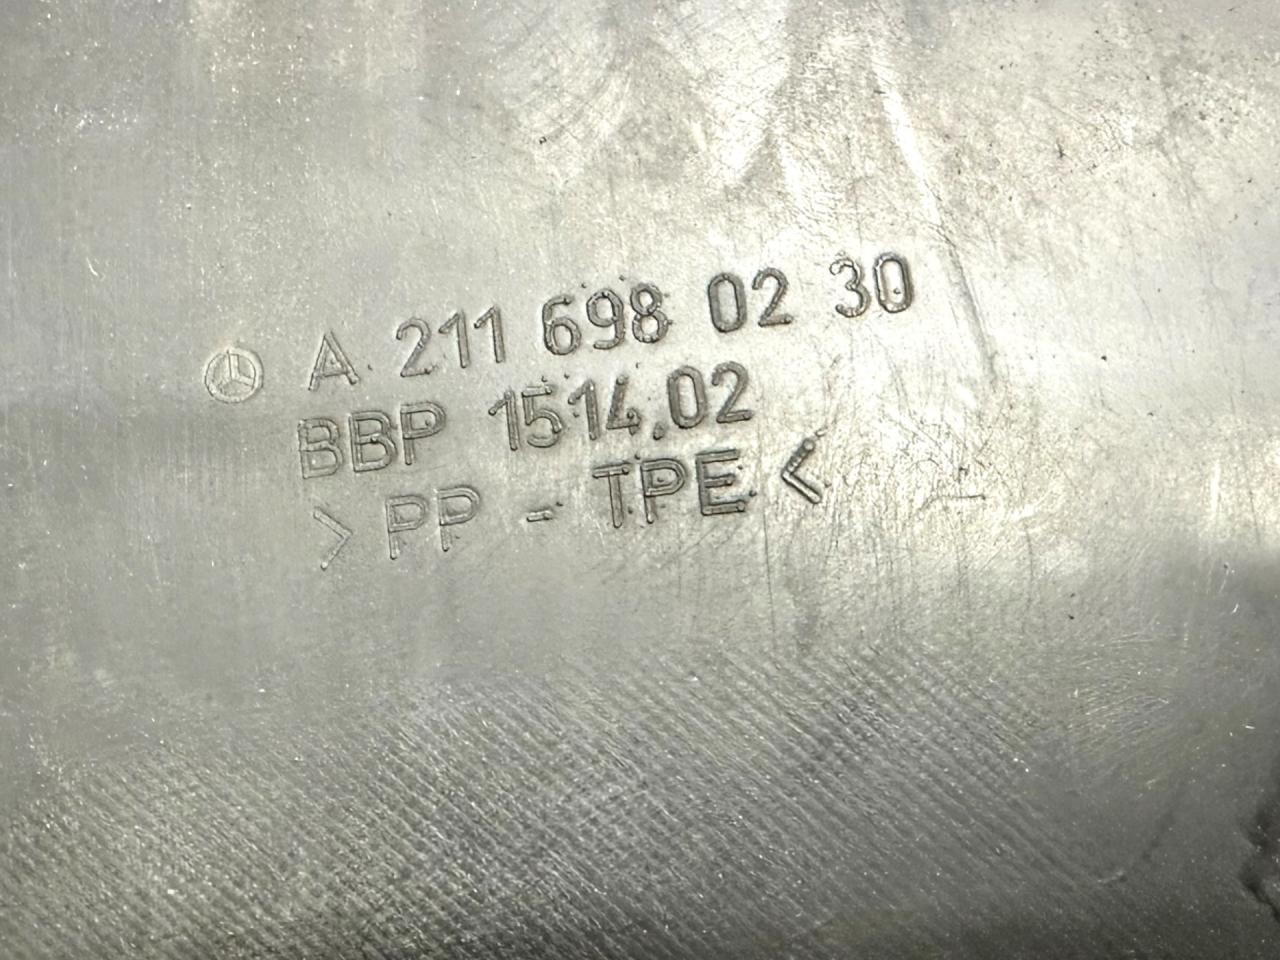 A 211 698 02 30
BBP 1514.02
> PP - TPE <